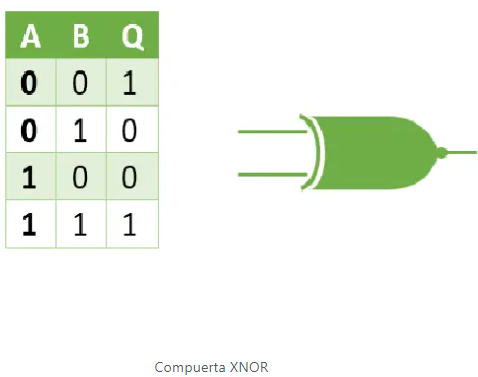 A B Q
0 0 1
0 1 0
1 0 0
1 1 1
Compuerta XNOR